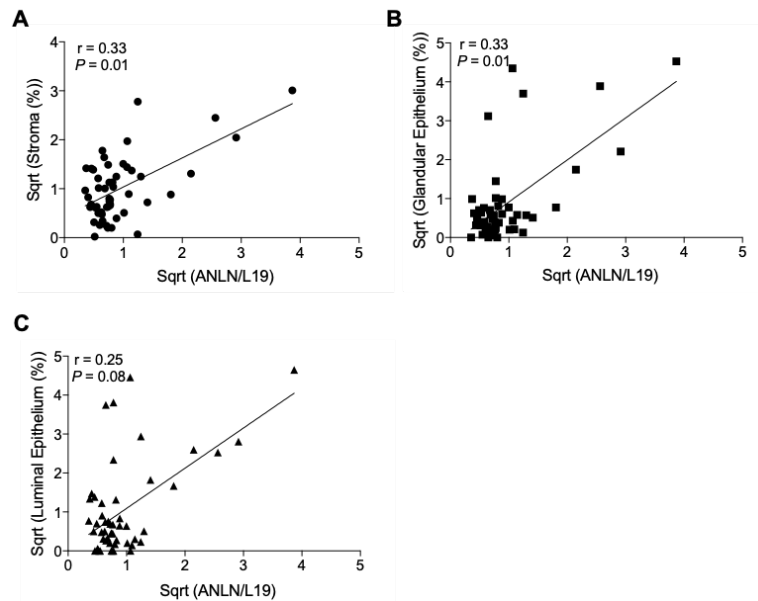 A
r = 0.33
P = 0.01
Sqrt (Stroma (%))
4
3
2
1
0
0 1 2 3 4 5
Sqrt (ANLN/L19)
B
r = 0.33
P = 0.01
Sqrt (Glandular Epithelium (%))
5
4
3
2
1
0
0 1 2 3 4 5
Sqrt (ANLN/L19)
C
r = 0.25
P = 0.08
Sqrt (Luminal Epithelium (%))
5
4
3
2
1
0
0 1 2 3 4 5
Sqrt (ANLN/L19)